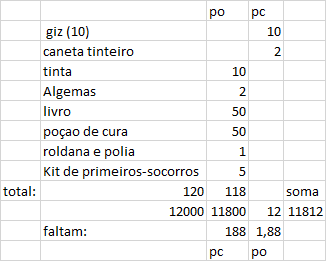 po pc
giz (10) 10
caneta tinteiro 2
tinta 10
Algemas 2
livro 50
poçao de cura 50
roldana e polia 1
Kit de primeiros-socorros 5
total: 120 118 soma
12000 11800 12 11812
faltam: 188 1,88
pc po